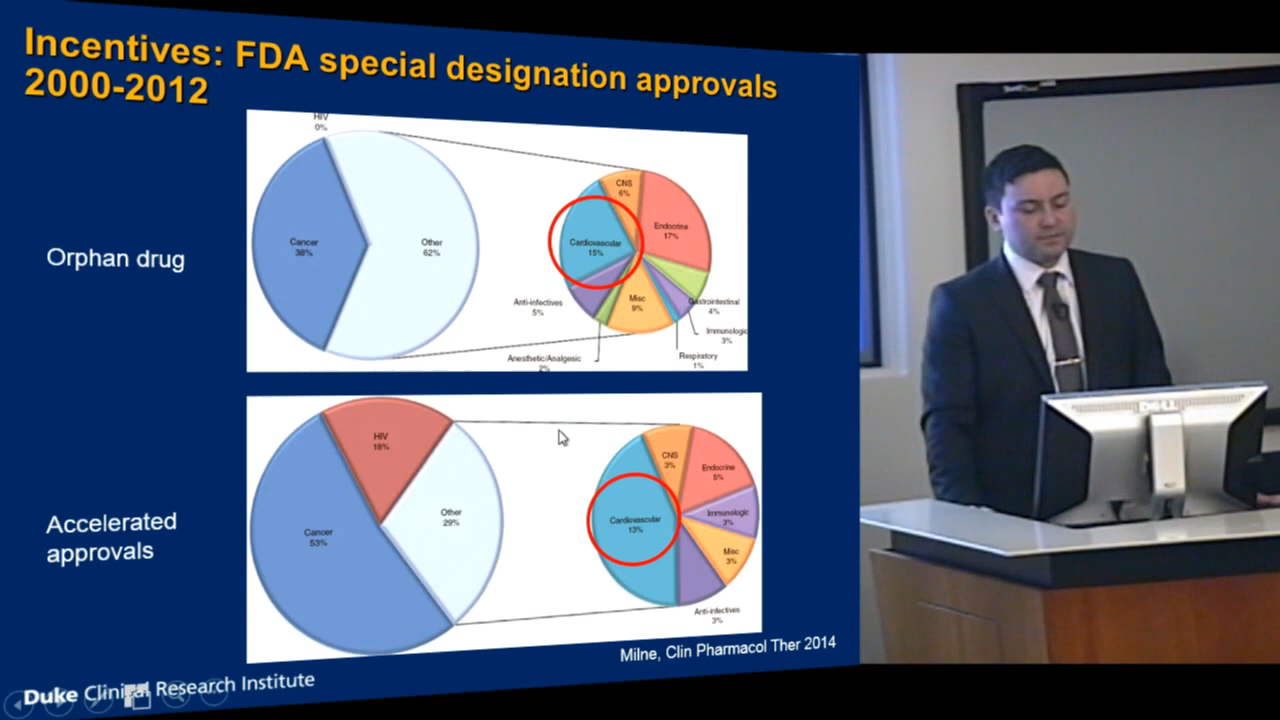 Incentives: FDA special designation approvals
2000-2012
Orphan drug
HIV
0%
Cancer
38%
Other
62%
CNS
6%
Endocrine
17%
Cardiovascular
15%
Gastrointestinal
4%
Anti-infectives
5%
Misc
9%
Immunologic
3%
Anesthetic/Analgesic
2%
Respiratory
1%
Accelerated
approvals
HIV
18%
Cancer
53%
Other
29%
CNS
3%
Endocrine
5%
Cardiovascular
13%
Immunologic
3%
Misc
3%
Anti-infectives
3%
Milne, Clin Pharmacol Ther 2014
Duke Clinical Research Institute
DELL